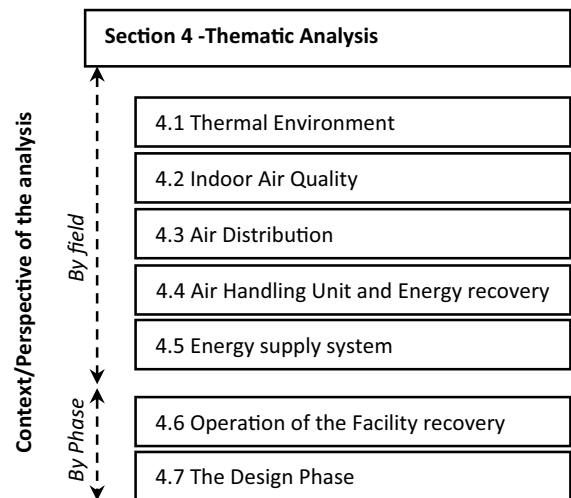 Section 4 -Thematic Analysis
Context/Perspective of the analysis
By field
4.1 Thermal Environment
4.2 Indoor Air Quality
4.3 Air Distribution
4.4 Air Handling Unit and Energy recovery
4.5 Energy supply system
By Phase
4.6 Operation of the Facility recovery
4.7 The Design Phase